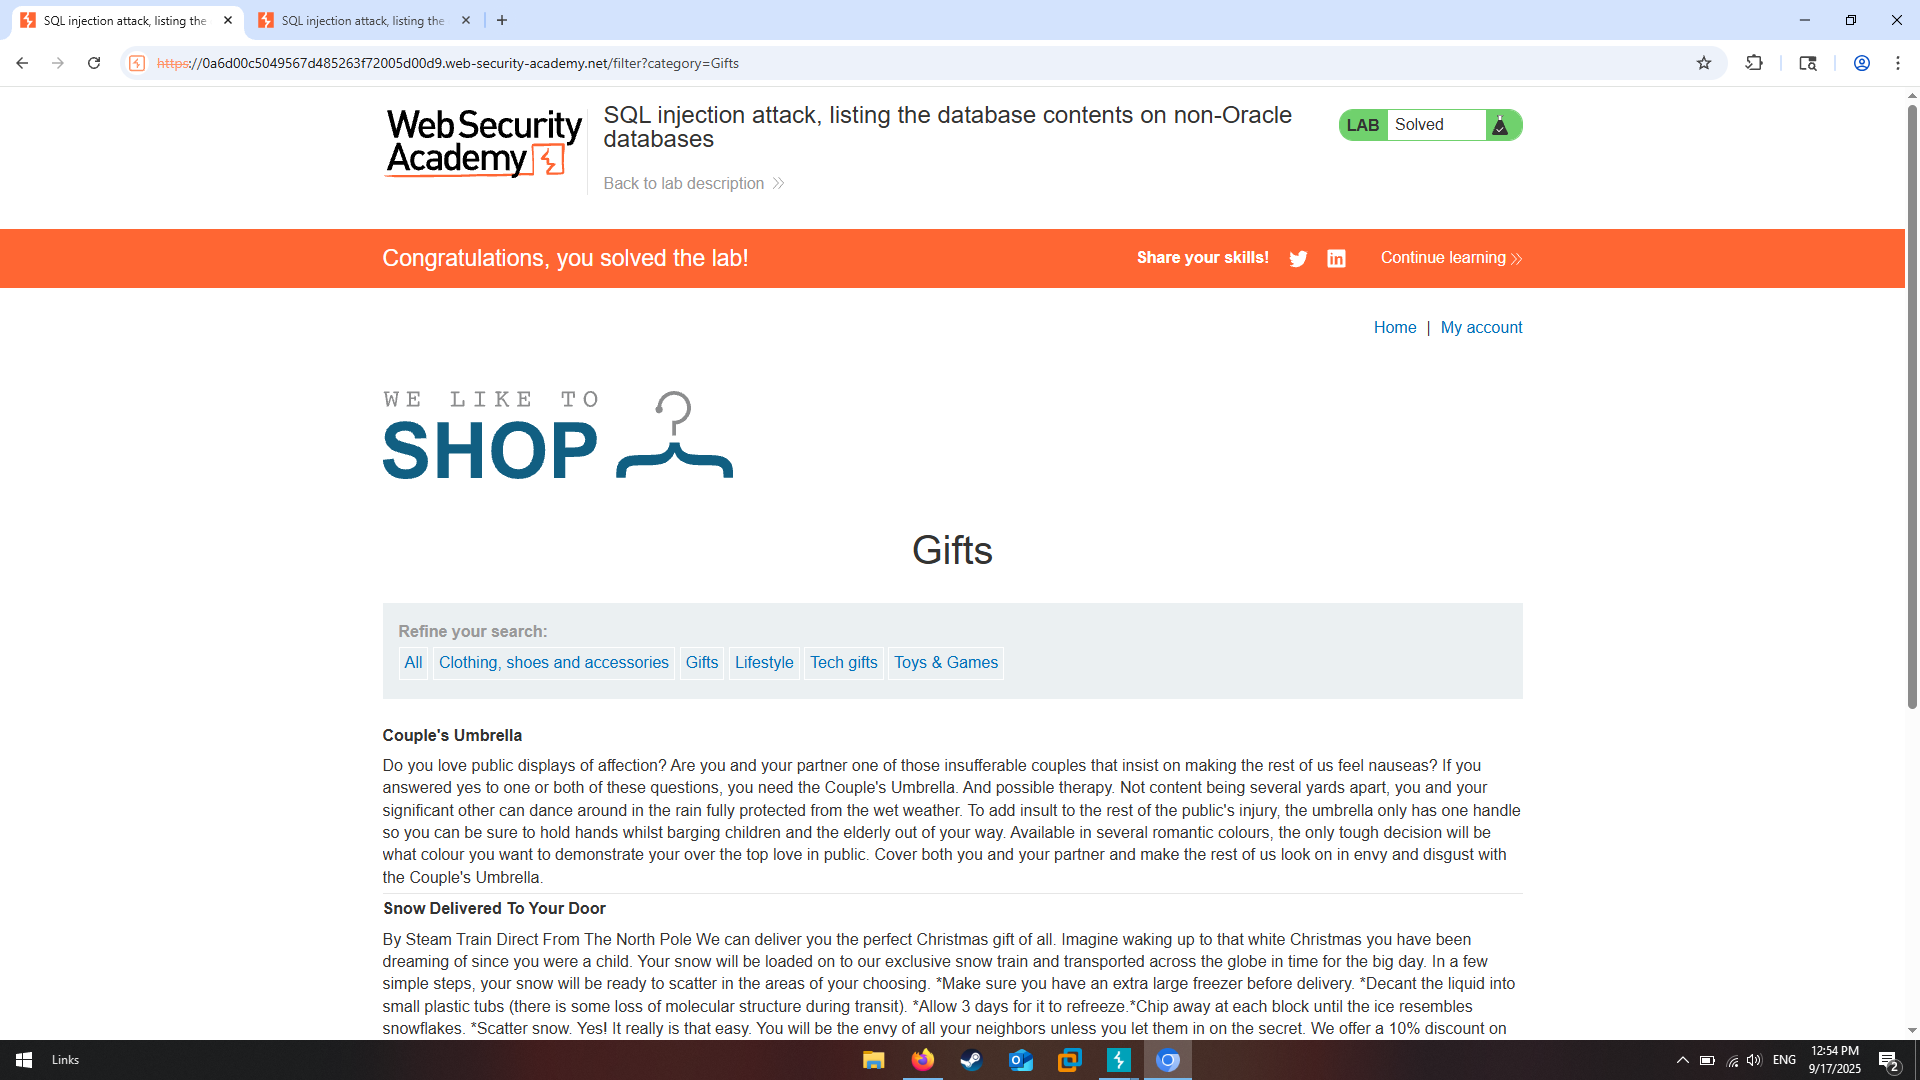 SQL injection attack, listing the
SQL injection attack, listing the
https://0a6d00c5049567d485263f72005d00d9.web-security-academy.net/filter?category=Gifts
WebSecurity
Academy
SQL injection attack, listing the database contents on non-Oracle
databases
Back to lab description
LAB Solved
Congratulations, you solved the lab!
Share your skills!
Continue learning
Home | My account
WE LIKE TO
SHOP
Gifts
Refine your search:
All Clothing, shoes and accessories Gifts Lifestyle Tech gifts Toys & Games
Couple's Umbrella
Do you love public displays of affection? Are you and your partner one of those insufferable couples that insist on making the rest of us feel nauseas? If you
answered yes to one or both of these questions, you need the Couple's Umbrella. And possible therapy. Not content being several yards apart, you and your
significant other can dance around in the rain fully protected from the wet weather. To add insult to the rest of the public's injury, the umbrella only has one handle
so you can be sure to hold hands whilst barging children and the elderly out of your way. Available in several romantic colours, the only tough decision will be
what colour you want to demonstrate your over the top love in public. Cover both you and your partner and make the rest of us look on in envy and disgust with
the Couple's Umbrella.
Snow Delivered To Your Door
By Steam Train Direct From The North Pole We can deliver you the perfect Christmas gift of all. Imagine waking up to that white Christmas you have been
dreaming of since you were a child. Your snow will be loaded on to our exclusive snow train and transported across the globe in time for the big day. In a few
simple steps, your snow will be ready to scatter in the areas of your choosing. *Make sure you have an extra large freezer before delivery. *Decant the liquid into
small plastic tubs (there is some loss of molecular structure during transit). *Allow 3 days for it to refreeze.*Chip away at each block until the ice resembles
snowflakes. *Scatter snow. Yes! It really is that easy. You will be the envy of all your neighbors unless you let them in on the secret. We offer a 10% discount on
Links
ENG
12:54 PM
9/17/2025
2